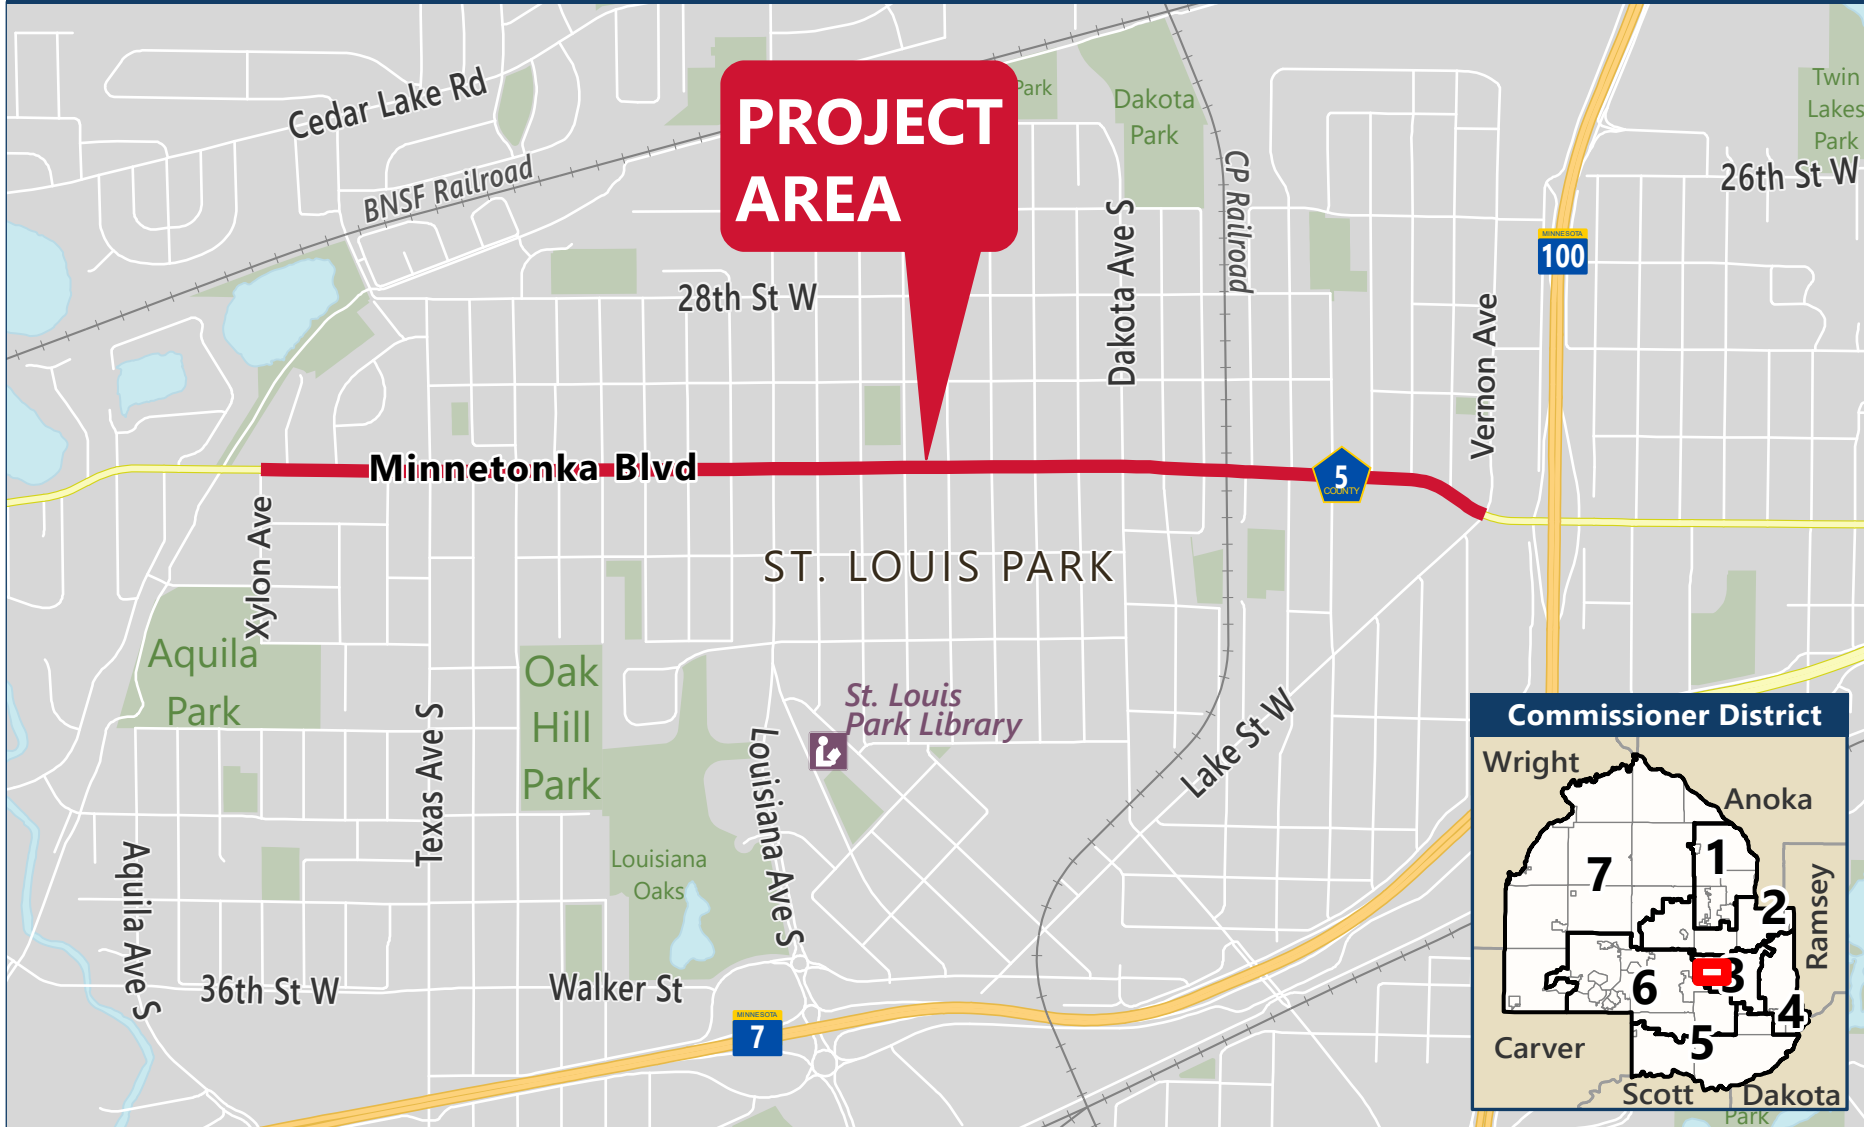 Cedar Lake Rd
BNSF Railroad
PROJECT
AREA
Park
Dakota
Park
CP Railroad
Twin
Lakes
Park
26th St W
MINNESOTA
100
28th St W
Dakota Ave S
Vernon Ave
Minnetonka Blvd
5
COUNTY
Xylon Ave
ST. LOUIS PARK
Aquila
Park
Oak
Hill
Park
St. Louis
Park Library
Texas Ave S
Louisiana Ave S
Lake St W
Louisiana
Oaks
Aquila Ave S
36th St W
Walker St
MINNESOTA
7
Commissioner District
Wright
Anoka
7
1
2
Ramsey
6
3
4
5
Carver
Scott
Dakota
Park